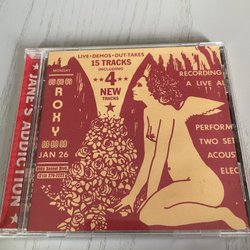 LIVE•DEMOS•OUT-TAKES
15 TRACKS
INCLUDING
4
NEW
TRACKS
MONDAY
ROXY
JAN 26
RECORDING
A LIVE AL
PERFORM
TWO SET
ACOUS
ELEC
JANE'S ADDICTION